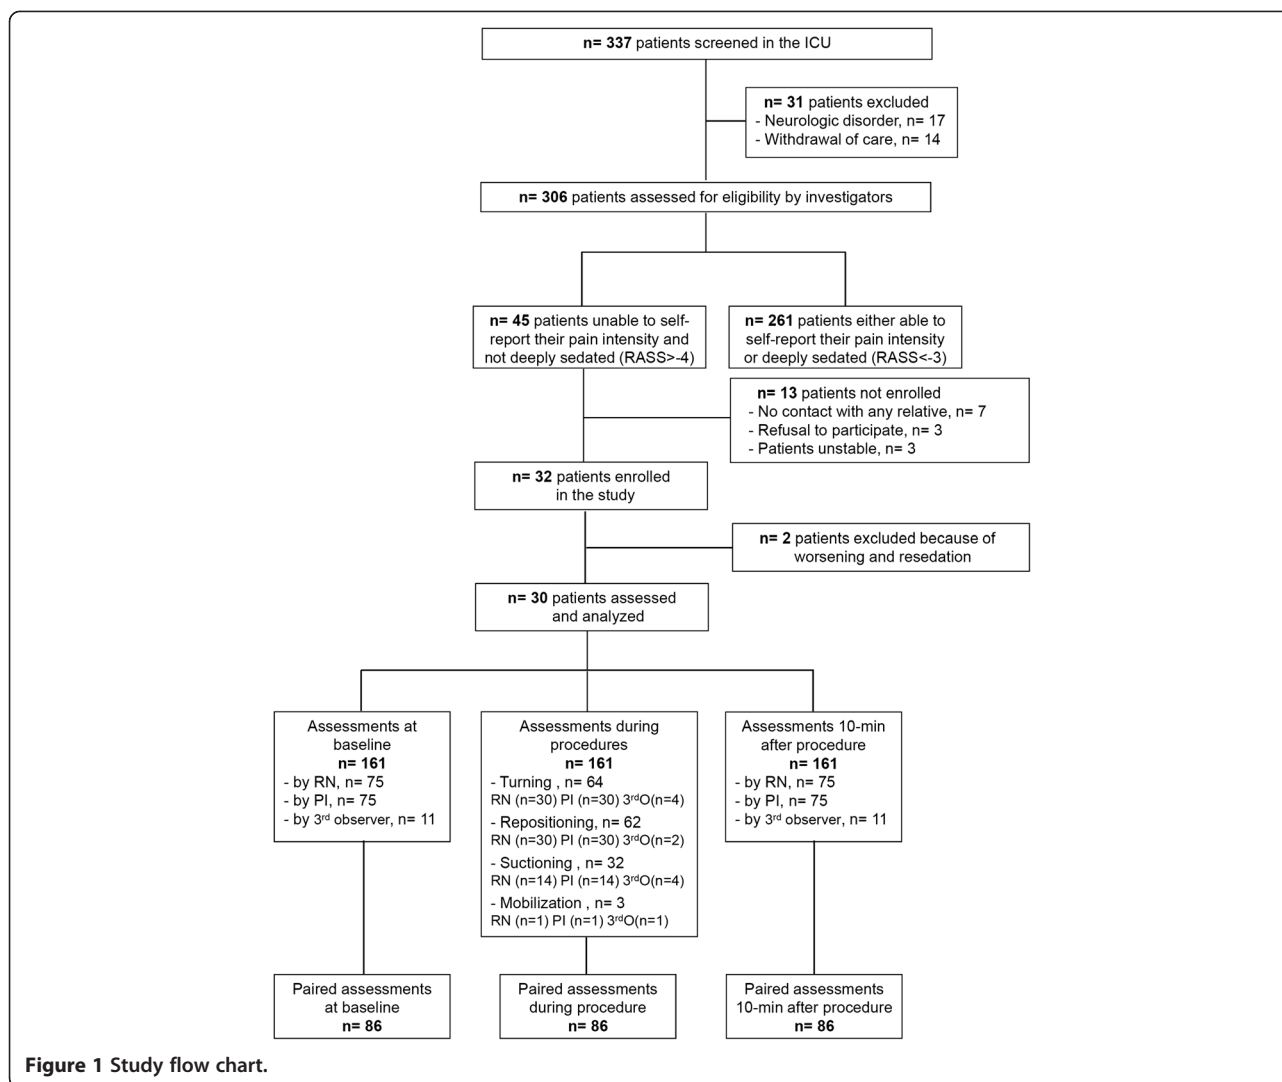 n= 337 patients screened in the ICU
n= 31 patients excluded
- Neurologic disorder, n= 17
- Withdrawal of care, n= 14
n= 306 patients assessed for eligibility by investigators
n= 45 patients unable to self-
report their pain intensity and
not deeply sedated (RASS>-4)
n= 261 patients either able to
self-report their pain intensity
or deeply sedated (RASS<-3)
n= 13 patients not enrolled
- No contact with any relative, n= 7
- Refusal to participate, n= 3
- Patients unstable, n= 3
n= 32 patients enrolled
in the study
n= 2 patients excluded because of
worsening and resedation
n= 30 patients assessed
and analyzed
Assessments at
baseline
n= 161
- by RN, n= 75
- by PI, n= 75
- by 3rd observer, n= 11
Assessments during
procedures
n= 161
- Turning , n= 64
RN (n=30) PI (n=30) 3rdO(n=4)
- Repositioning, n= 62
RN (n=30) PI (n=30) 3rdO(n=2)
- Suctioning , n= 32
RN (n=14) PI (n=14) 3rdO(n=4)
- Mobilization , n= 3
RN (n=1) PI (n=1) 3rdO(n=1)
Assessments 10-min
after procedure
n= 161
- by RN, n= 75
- by PI, n= 75
- by 3rd observer, n= 11
Paired assessments
at baseline
n= 86
Paired assessments
during procedure
n= 86
Paired assessments
10-min after procedure
n= 86
Figure 1 Study flow chart.